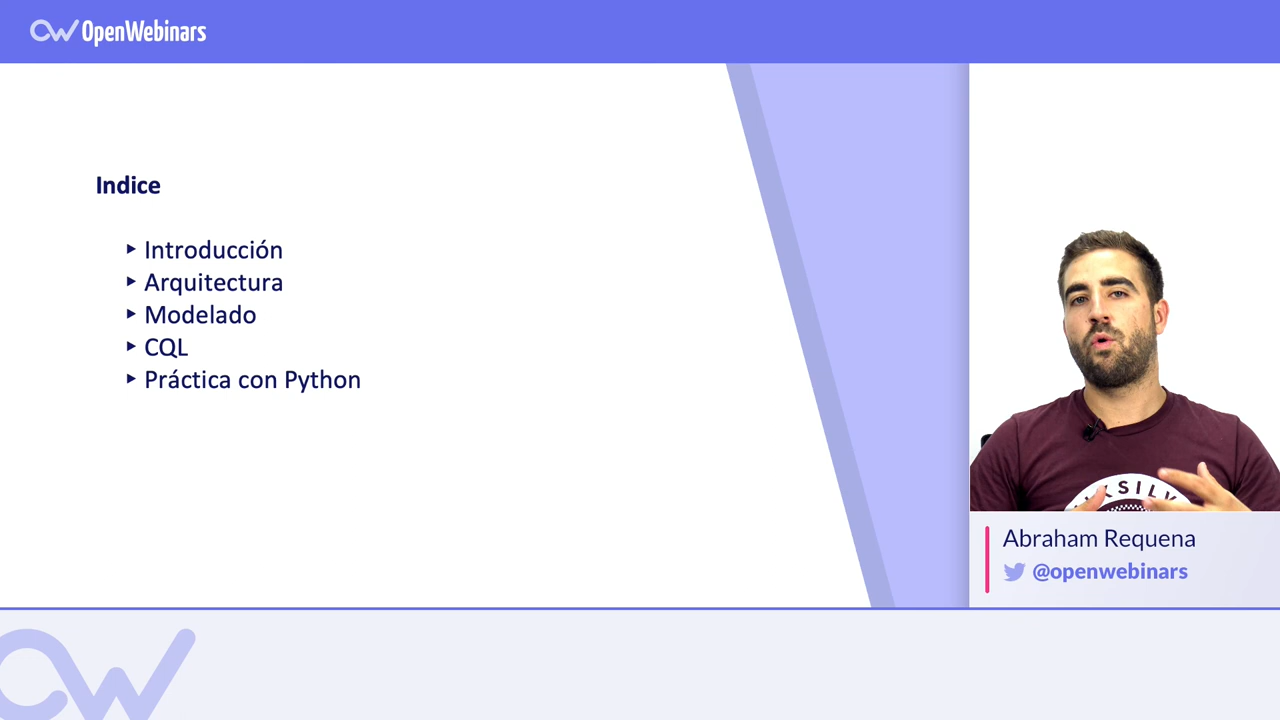 OpenWebinars
Indice
Introducción
Arquitectura
Modelado
CQL
Práctica con Python
Abraham Requena
@openwebinars